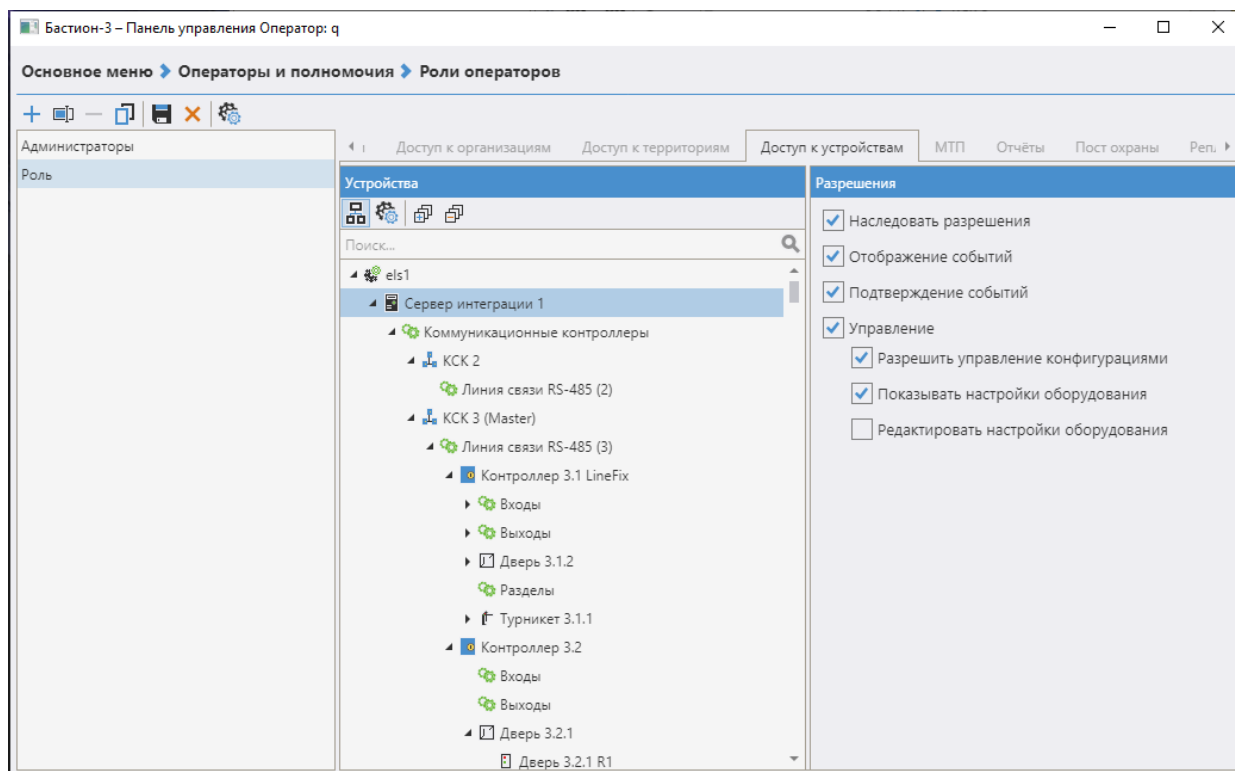 Бастион-3 – Панель управления Оператор: q
Основное меню Операторы и полномочия Роли операторов
Администраторы
Роль
Доступ к организациям Доступ к территориям Доступ к устройствам МТП Отчёты Пост охраны
Устройства
Поиск...
els1
Сервер интеграции 1
Коммуникационные контроллеры
КСК 2
Линия связи RS-485 (2)
КСК 3 (Master)
Линия связи RS-485 (3)
Контроллер 3.1 LineFix
Входы
Выходы
Дверь 3.1.2
Разделы
Турникет 3.1.1
Контроллер 3.2
Входы
Выходы
Дверь 3.2.1
Дверь 3.2.1 R1
Разрешения
Наследовать разрешения
Отображение событий
Подтверждение событий
Управление
Разрешить управление конфигурациями
Показывать настройки оборудования
Редактировать настройки оборудования